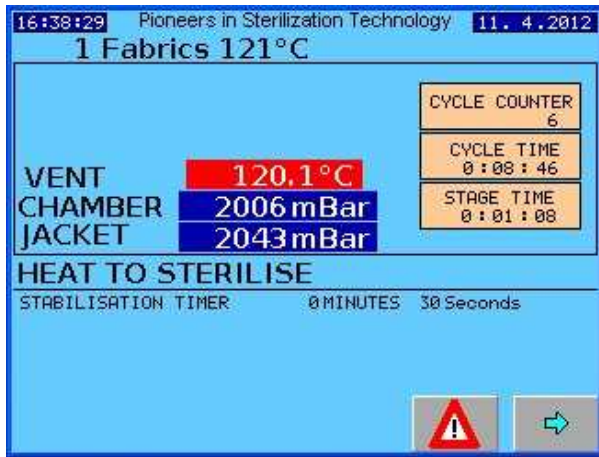 16:38:29 Pioneers in Sterilization Technology 11. 4.2012
1 Fabrics 121°C
CYCLE COUNTER
6
CYCLE TIME
0:08:46
STAGE TIME
0:01:08
VENT 120.1°C
CHAMBER 2006mBar
JACKET 2043mBar
HEAT TO STERILISE
STABILISATION TIMER 0MINUTES 30Seconds
!